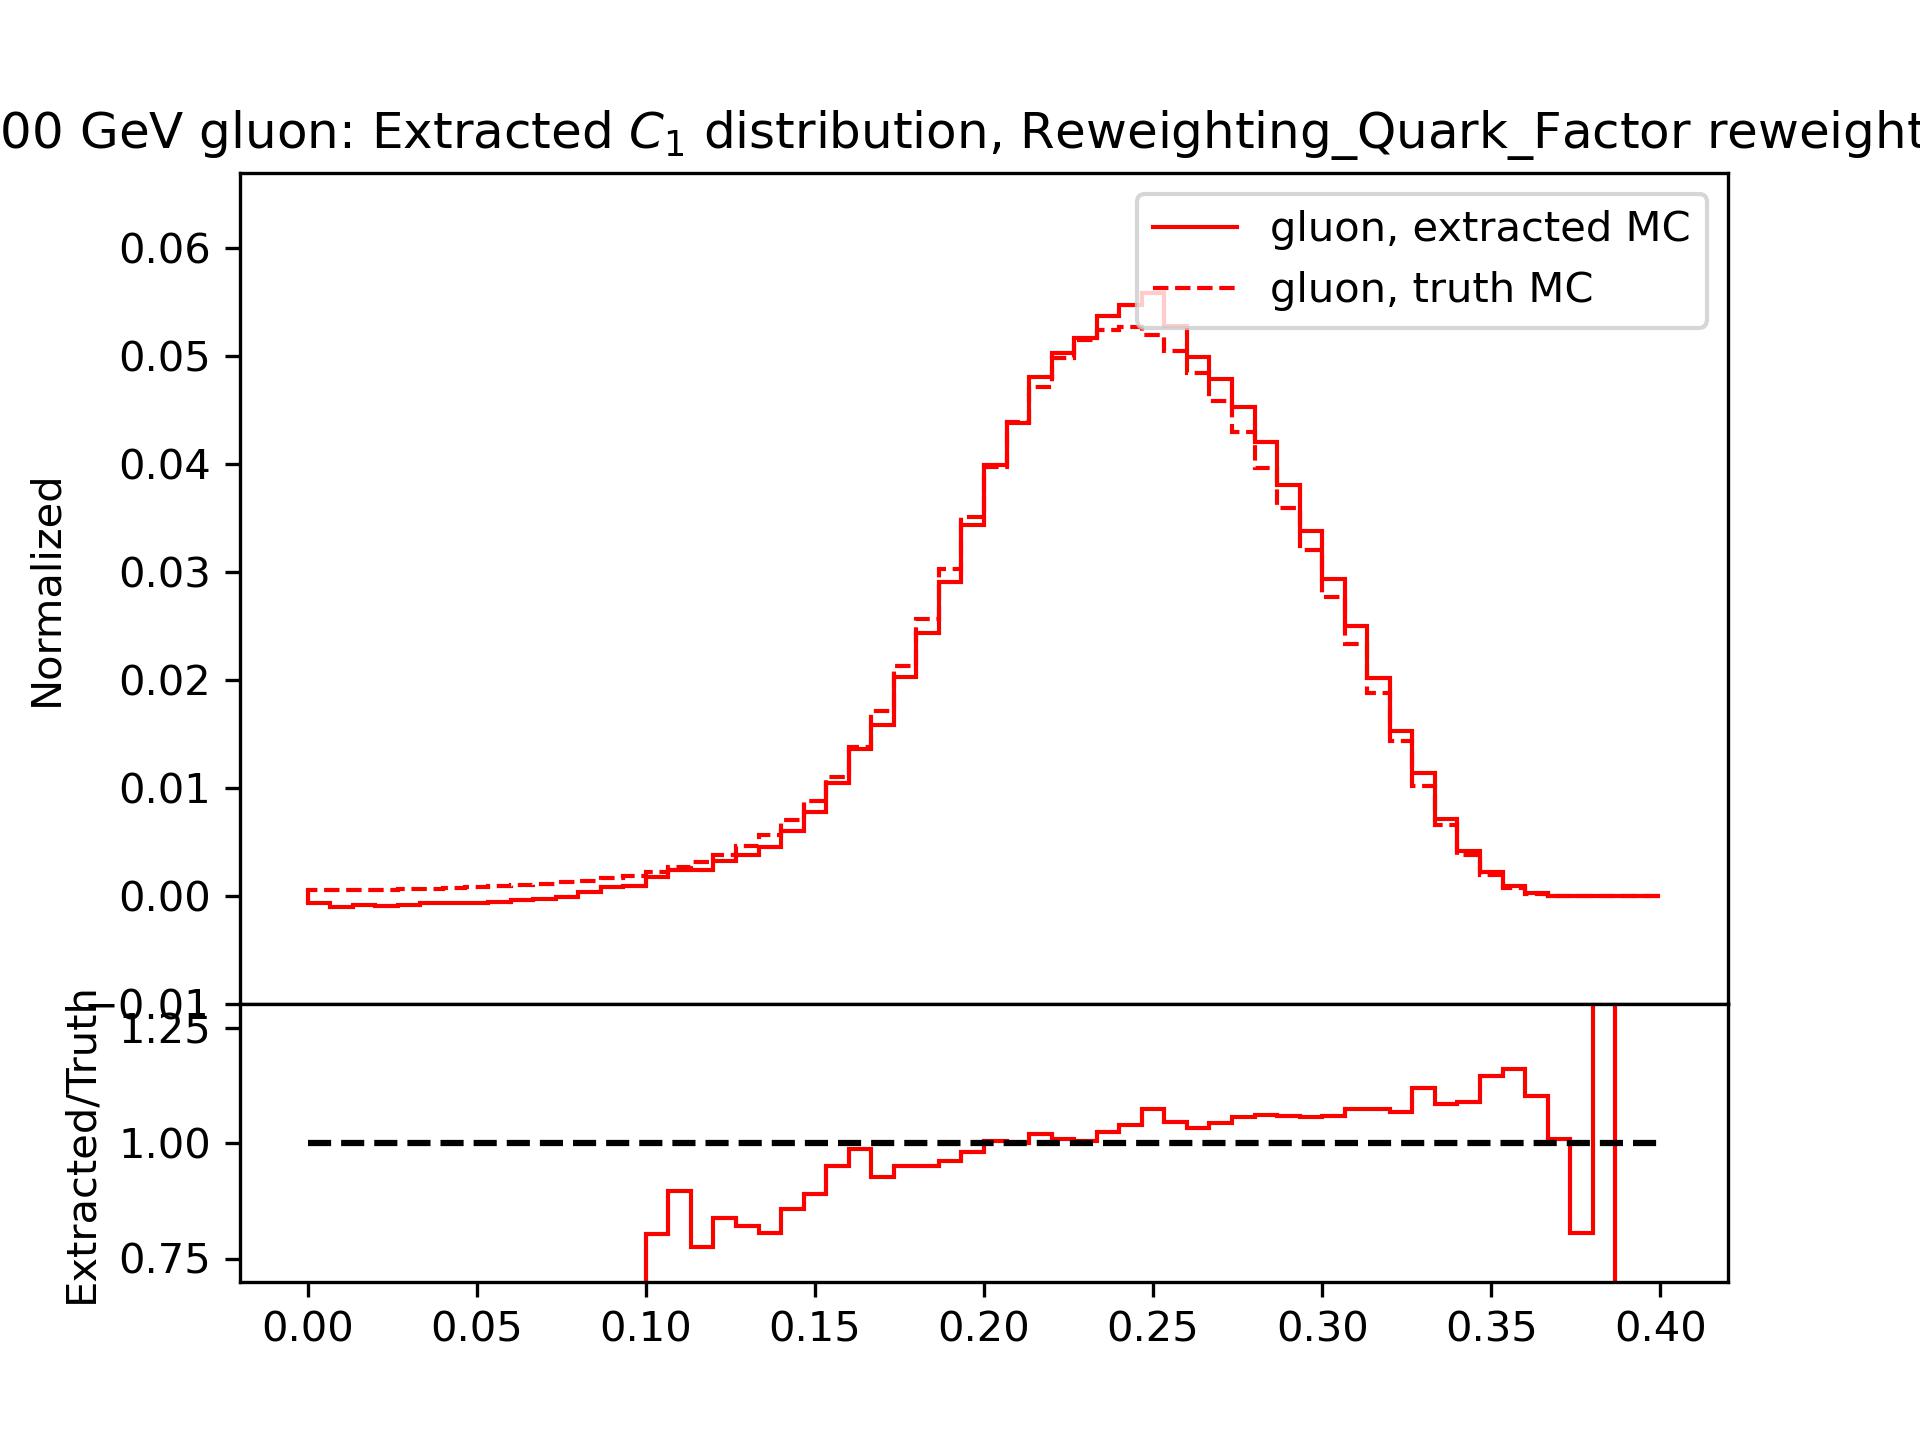 00 GeV gluon: Extracted C₁ distribution, Reweighting_Quark_Factor reweight
gluon, extracted MC
gluon, truth MC
Normalized
0.06
0.05
0.04
0.03
0.02
0.01
0.00
−0.01
Extracted/Truth
1.25
1.00
0.75
0.00 0.05 0.10 0.15 0.20 0.25 0.30 0.35 0.40